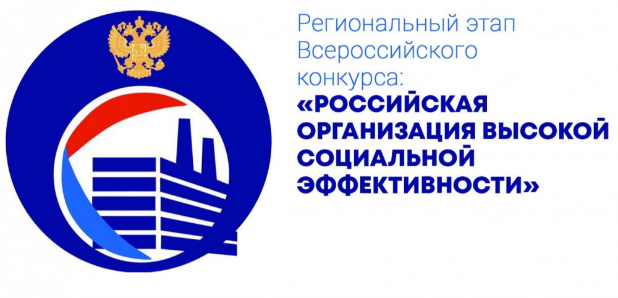 Региональный этап
Всероссийского
конкурса:
«РОССИЙСКАЯ
ОРГАНИЗАЦИЯ ВЫСОКОЙ
СОЦИАЛЬНОЙ
ЭФФЕКТИВНОСТИ»